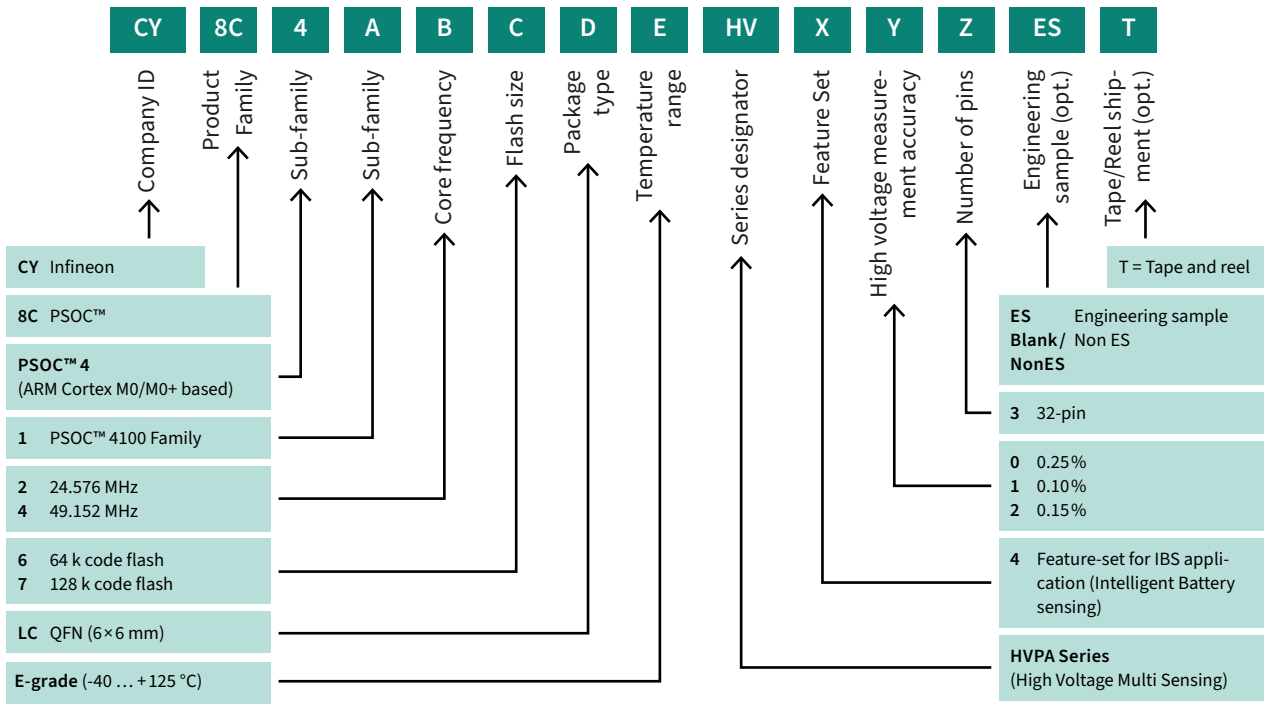 CY 8C 4 A B C D E HV X Y Z ES T
Company ID
Product
Family
Sub-family
Sub-family
Core frequency
Flash size
Package
type
Temperature
range
Series designator
Feature Set
High voltage measure-
ment accuracy
Number of pins
Engineering
sample (opt.)
Tape/Reel ship-
ment (opt.)
CY Infineon
8C PSOC™
PSOC™ 4
(ARM Cortex M0/M0+ based)
1 PSOC™ 4100 Family
2 24.576 MHz
4 49.152 MHz
6 64 k code flash
7 128 k code flash
LC QFN (6×6 mm)
E-grade (-40 … +125 °C)
T = Tape and reel
ES Engineering sample
Blank/ Non ES
NonES
3 32-pin
0 0.25%
1 0.10%
2 0.15%
4 Feature-set for IBS appli-
cation (Intelligent Battery
sensing)
HVPA Series
(High Voltage Multi Sensing)